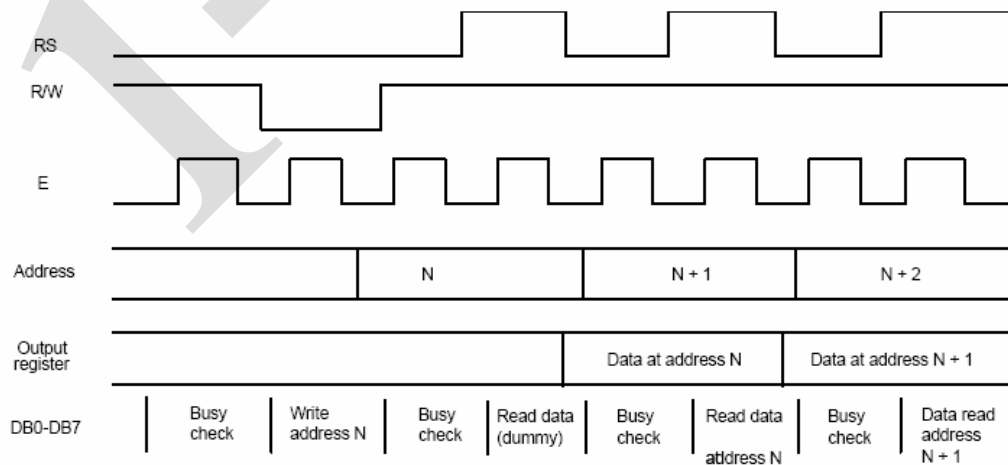 RS
R/W
E
Address
N
N + 1
N + 2
Output
register
Data at address N
Data at address N + 1
DB0-DB7
Busy
check
Write
address N
Busy
check
Read data
(dummy)
Busy
check
Read data
address N
Busy
check
Data read
address
N + 1